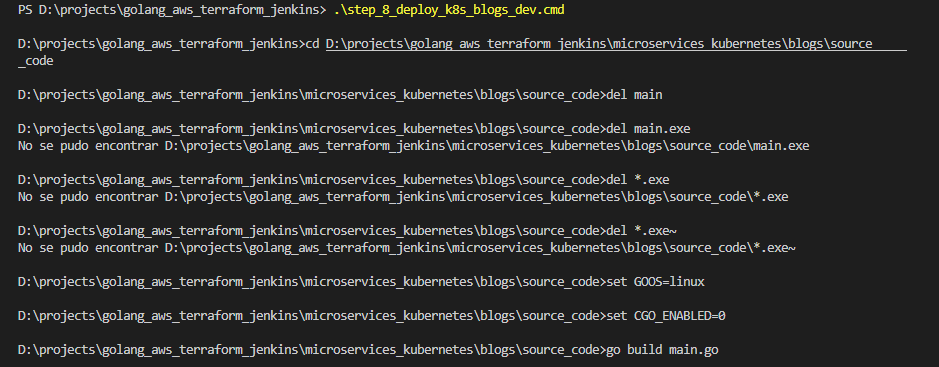 PS D:\projects\golang_aws_terraform_jenkins> .\step_8_deploy_k8s_blogs_dev.cmd
D:\projects\golang_aws_terraform_jenkins>cd D:\projects\golang_aws_terraform_jenkins\microservices_kubernetes\blogs\source
_code
D:\projects\golang_aws_terraform_jenkins\microservices_kubernetes\blogs\source_code>del main
D:\projects\golang_aws_terraform_jenkins\microservices_kubernetes\blogs\source_code>del main.exe
No se pudo encontrar D:\projects\golang_aws_terraform_jenkins\microservices_kubernetes\blogs\source_code\main.exe
D:\projects\golang_aws_terraform_jenkins\microservices_kubernetes\blogs\source_code>del *.exe
No se pudo encontrar D:\projects\golang_aws_terraform_jenkins\microservices_kubernetes\blogs\source_code\*.exe
D:\projects\golang_aws_terraform_jenkins\microservices_kubernetes\blogs\source_code>del *.exe~
No se pudo encontrar D:\projects\golang_aws_terraform_jenkins\microservices_kubernetes\blogs\source_code\*.exe~
D:\projects\golang_aws_terraform_jenkins\microservices_kubernetes\blogs\source_code>set GOOS=linux
D:\projects\golang_aws_terraform_jenkins\microservices_kubernetes\blogs\source_code>set CGO_ENABLED=0
D:\projects\golang_aws_terraform_jenkins\microservices_kubernetes\blogs\source_code>go build main.go